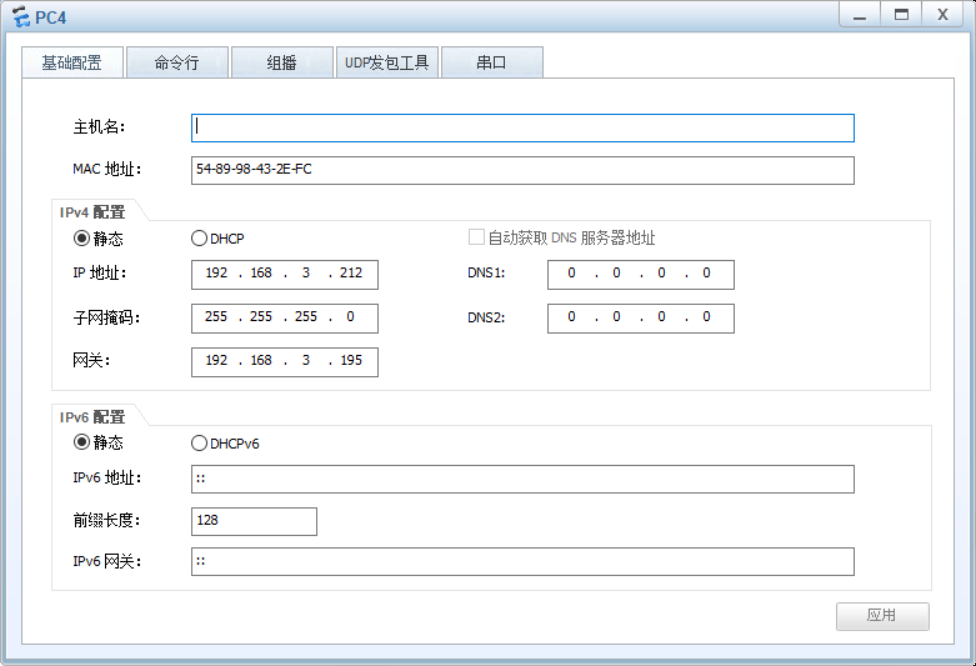 PC4
基础配置 命令行 组播 UDP发包工具 串口
主机名:
MAC 地址: 54-89-98-43-2E-FC
IPv4 配置
静态 DHCP 自动获取 DNS 服务器地址
IP 地址: 192 . 168 . 3 . 212 DNS1: 0 . 0 . 0 . 0
子网掩码: 255 . 255 . 255 . 0 DNS2: 0 . 0 . 0 . 0
网关: 192 . 168 . 3 . 195
IPv6 配置
静态 DHCPv6
IPv6 地址: ::
前缀长度: 128
IPv6 网关: ::
应用